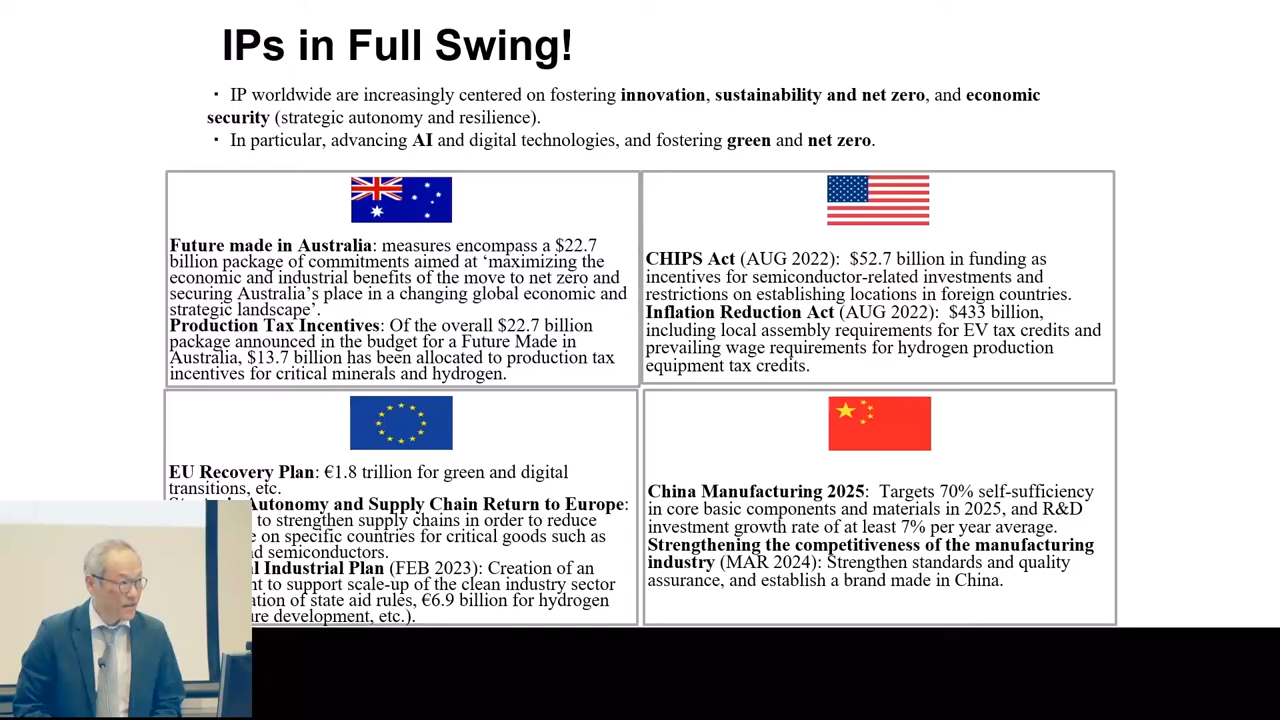 IPs in Full Swing!
・ IP worldwide are increasingly centered on fostering innovation, sustainability and net zero, and economic
security (strategic autonomy and resilience).
・ In particular, advancing AI and digital technologies, and fostering green and net zero.
Future made in Australia: measures encompass a $22.7
billion package of commitments aimed at ‘maximizing the
economic and industrial benefits of the move to net zero and
securing Australia’s place in a changing global economic and
strategic landscape’.
Production Tax Incentives: Of the overall $22.7 billion
package announced in the budget for a Future Made in
Australia, $13.7 billion has been allocated to production tax
incentives for critical minerals and hydrogen.
CHIPS Act (AUG 2022): $52.7 billion in funding as
incentives for semiconductor-related investments and
restrictions on establishing locations in foreign countries.
Inflation Reduction Act (AUG 2022): $433 billion,
including local assembly requirements for EV tax credits and
prevailing wage requirements for hydrogen production
equipment tax credits.
EU Recovery Plan: €1.8 trillion for green and digital
transitions, etc.
Autonomy and Supply Chain Return to Europe:
to strengthen supply chains in order to reduce
on specific countries for critical goods such as
semiconductors.
Industrial Plan (FEB 2023): Creation of an
to support scale-up of the clean industry sector
of state aid rules, €6.9 billion for hydrogen
development, etc.).
China Manufacturing 2025: Targets 70% self-sufficiency
in core basic components and materials in 2025, and R&D
investment growth rate of at least 7% per year average.
Strengthening the competitiveness of the manufacturing
industry (MAR 2024): Strengthen standards and quality
assurance, and establish a brand made in China.